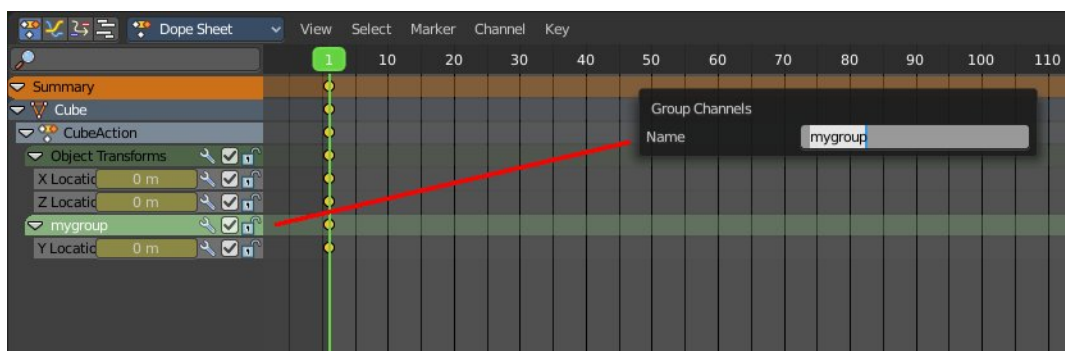 Dope Sheet View Select Marker Channel Key
1 10 20 30 40 50 60 70 80 90 100 110
Summary
Cube
Group Channels
CubeAction
Name mygroup
Object Transforms
X Locatic 0 m
Z Locatic 0 m
mygroup
Y Locatic 0 m